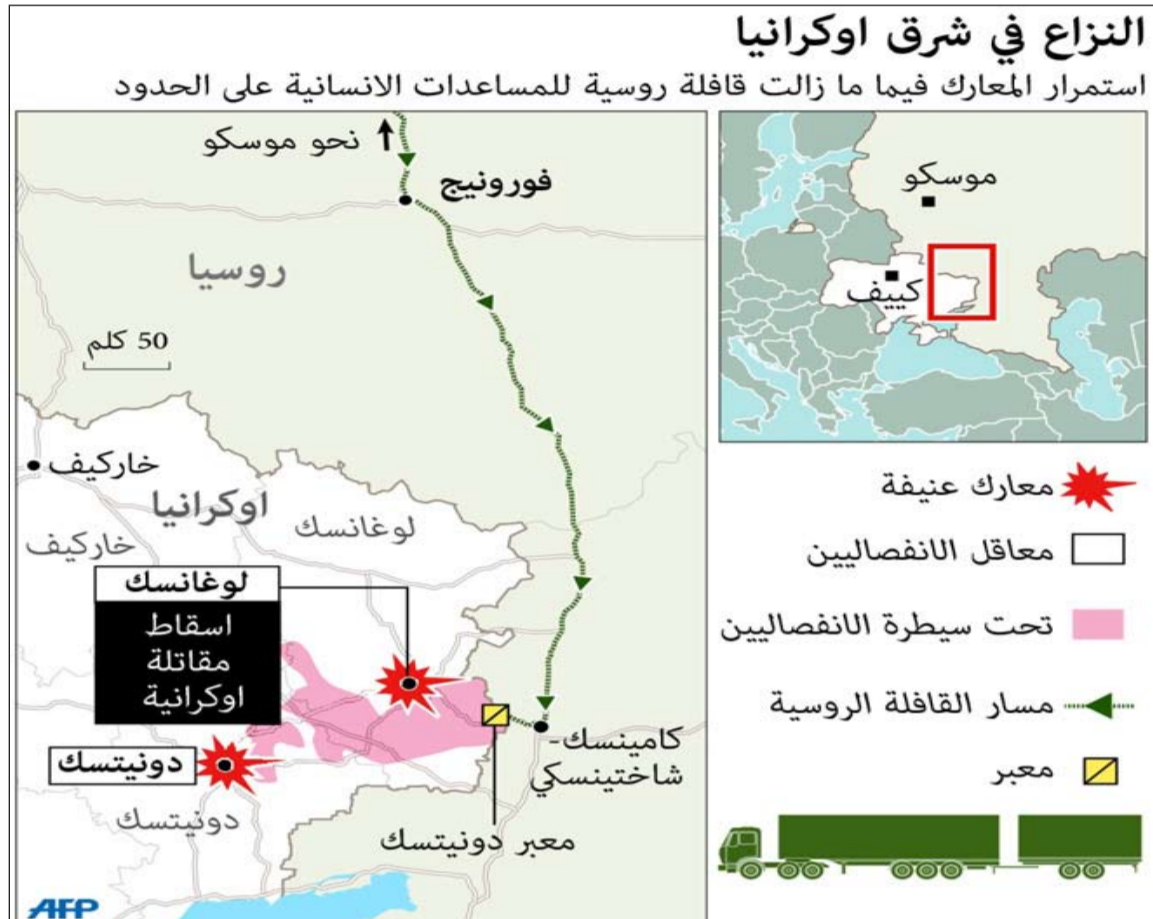 النزاع في شرق اوكرانيا
استمرار المعارك فيما ما زالت قافلة روسية للمساعدات الانسانية على الحدود
نحو موسكو
فورونيج
روسيا
50 كلم
خاركيف
اوكرانيا
خاركيف
لوغانسك
لوغانسك
اسقاط
مقاتلة
اوكرانية
دونيتسك
دونيتسك
كامينسك-
شاختينسكي
معبر دونيتسك
AFP
موسكو
كييف
معارك عنيفة
معاقل الانفصاليين
تحت سيطرة الانفصاليين
مسار القافلة الروسية
معبر